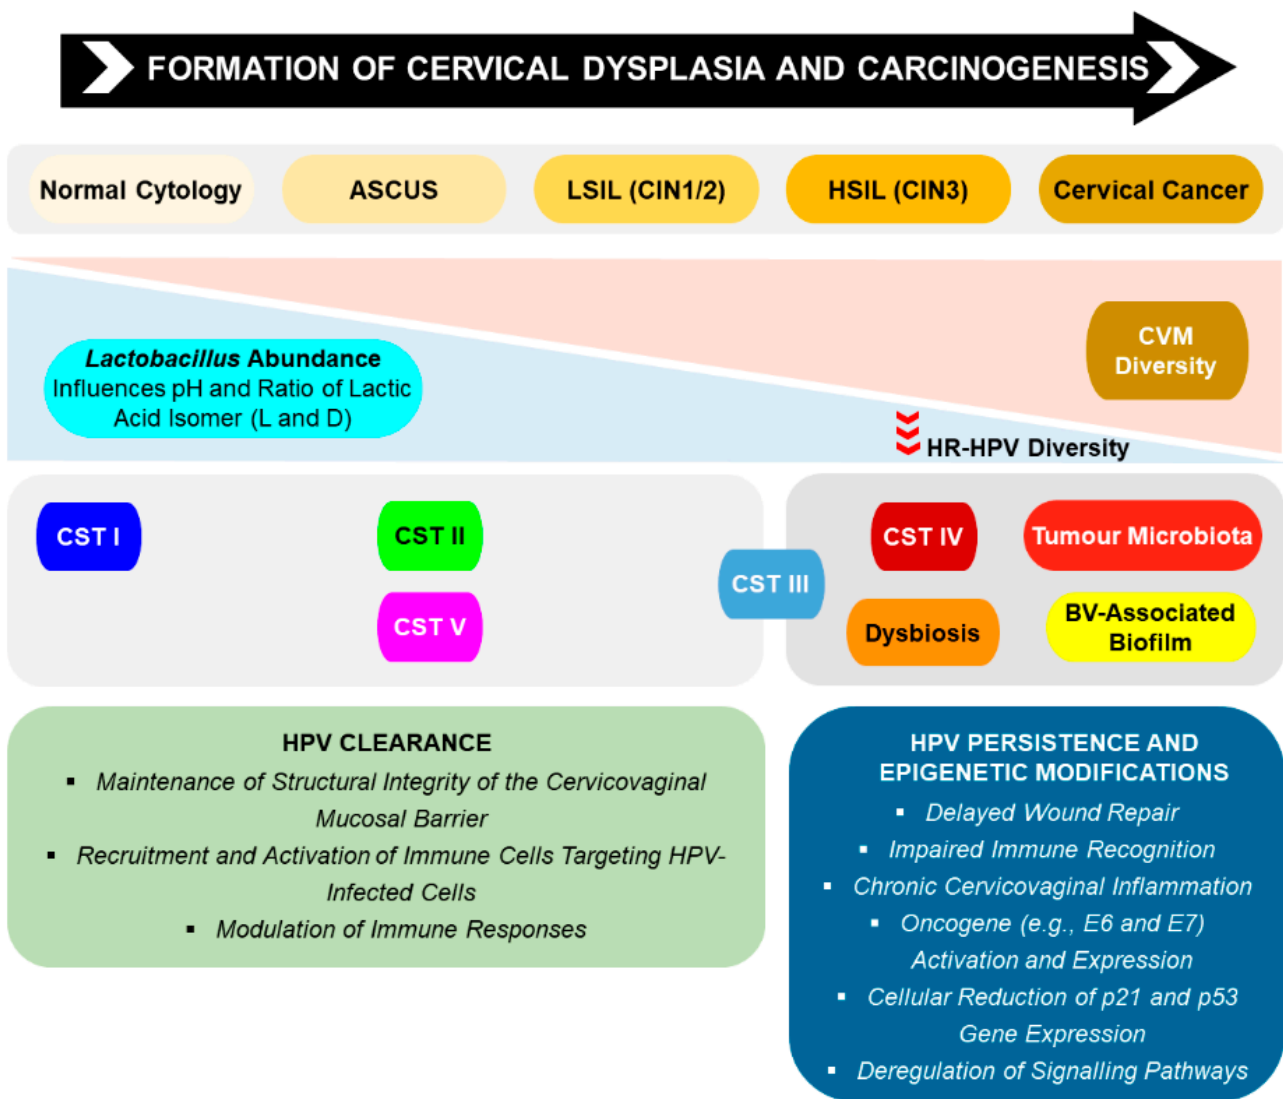 FORMATION OF CERVICAL DYSPLASIA AND CARCINOGENESIS
Normal Cytology
ASCUS
LSIL (CIN1/2)
HSIL (CIN3)
Cervical Cancer
Lactobacillus Abundance
Influences pH and Ratio of Lactic
Acid Isomer (L and D)
CVM
Diversity
HR-HPV Diversity
CST I
CST II
CST V
CST III
CST IV
Tumour Microbiota
Dysbiosis
BV-Associated
Biofilm
HPV CLEARANCE
▪ Maintenance of Structural Integrity of the Cervicovaginal
Mucosal Barrier
▪ Recruitment and Activation of Immune Cells Targeting HPV-
Infected Cells
▪ Modulation of Immune Responses
HPV PERSISTENCE AND
EPIGENETIC MODIFICATIONS
▪ Delayed Wound Repair
▪ Impaired Immune Recognition
▪ Chronic Cervicovaginal Inflammation
▪ Oncogene (e.g., E6 and E7)
Activation and Expression
▪ Cellular Reduction of p21 and p53
Gene Expression
▪ Deregulation of Signalling Pathways